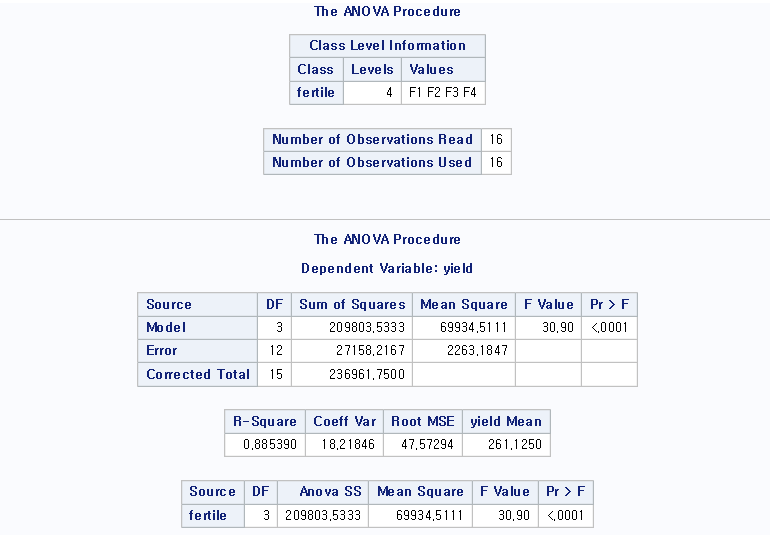 The ANOVA Procedure
Class Level Information
Class Levels Values
fertile 4 F1 F2 F3 F4
Number of Observations Read 16
Number of Observations Used 16
The ANOVA Procedure
Dependent Variable: yield
Source DF Sum of Squares Mean Square F Value Pr > F
Model 3 209803,5333 69934,5111 30,90 <,0001
Error 12 27158,2167 2263,1847
Corrected Total 15 236961,7500
R-Square Coeff Var Root MSE yield Mean
0,885390 18,21846 47,57294 261,1250
Source DF Anova SS Mean Square F Value Pr > F
fertile 3 209803,5333 69934,5111 30,90 <,0001